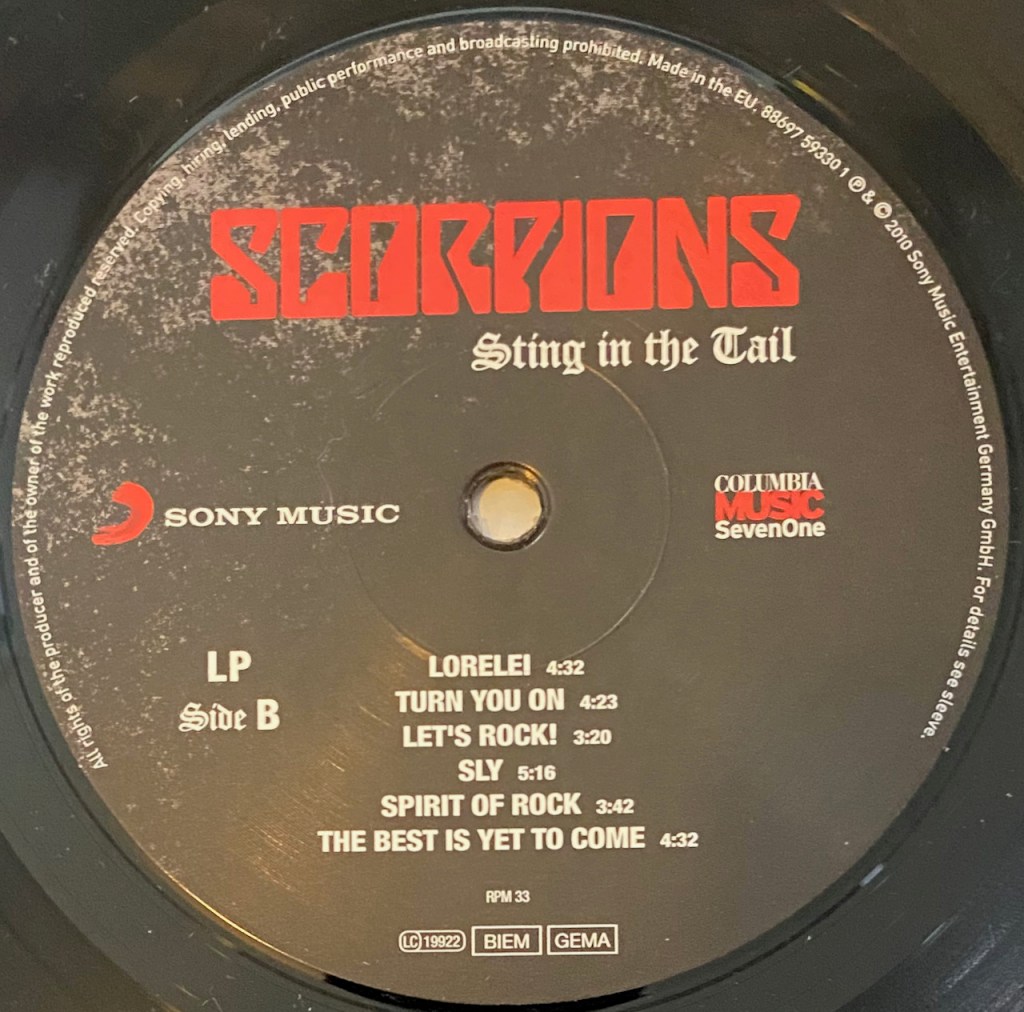 All rights of the producer and of the owner of the work reproduced reserved. Copying, hiring, lending, public performance and broadcasting prohibited. Made in the EU. 88697 59330 1 ℗ & © 2010 Sony Music Entertainment Germany GmbH. For details see sleeve.
SCORPIONS
Sting in the Tail
SONY MUSIC
COLUMBIA
MUSIC
SevenOne
LP
Side B
LORELEI 4:32
TURN YOU ON 4:23
LET'S ROCK! 3:20
SLY 5:16
SPIRIT OF ROCK 3:42
THE BEST IS YET TO COME 4:32
RPM 33
LC 19922 BIEM GEMA